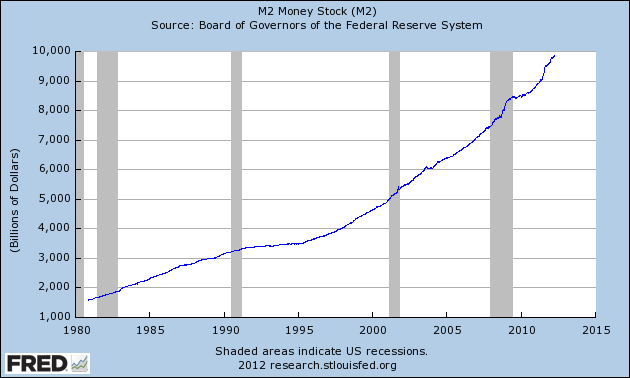 M2 Money Stock (M2)
Source: Board of Governors of the Federal Reserve System
(Billions of Dollars)
10,000
9,000
8,000
7,000
6,000
5,000
4,000
3,000
2,000
1,000
1980 1985 1990 1995 2000 2005 2010 2015
Shaded areas indicate US recessions.
2012 research.stlouisfed.org
FRED